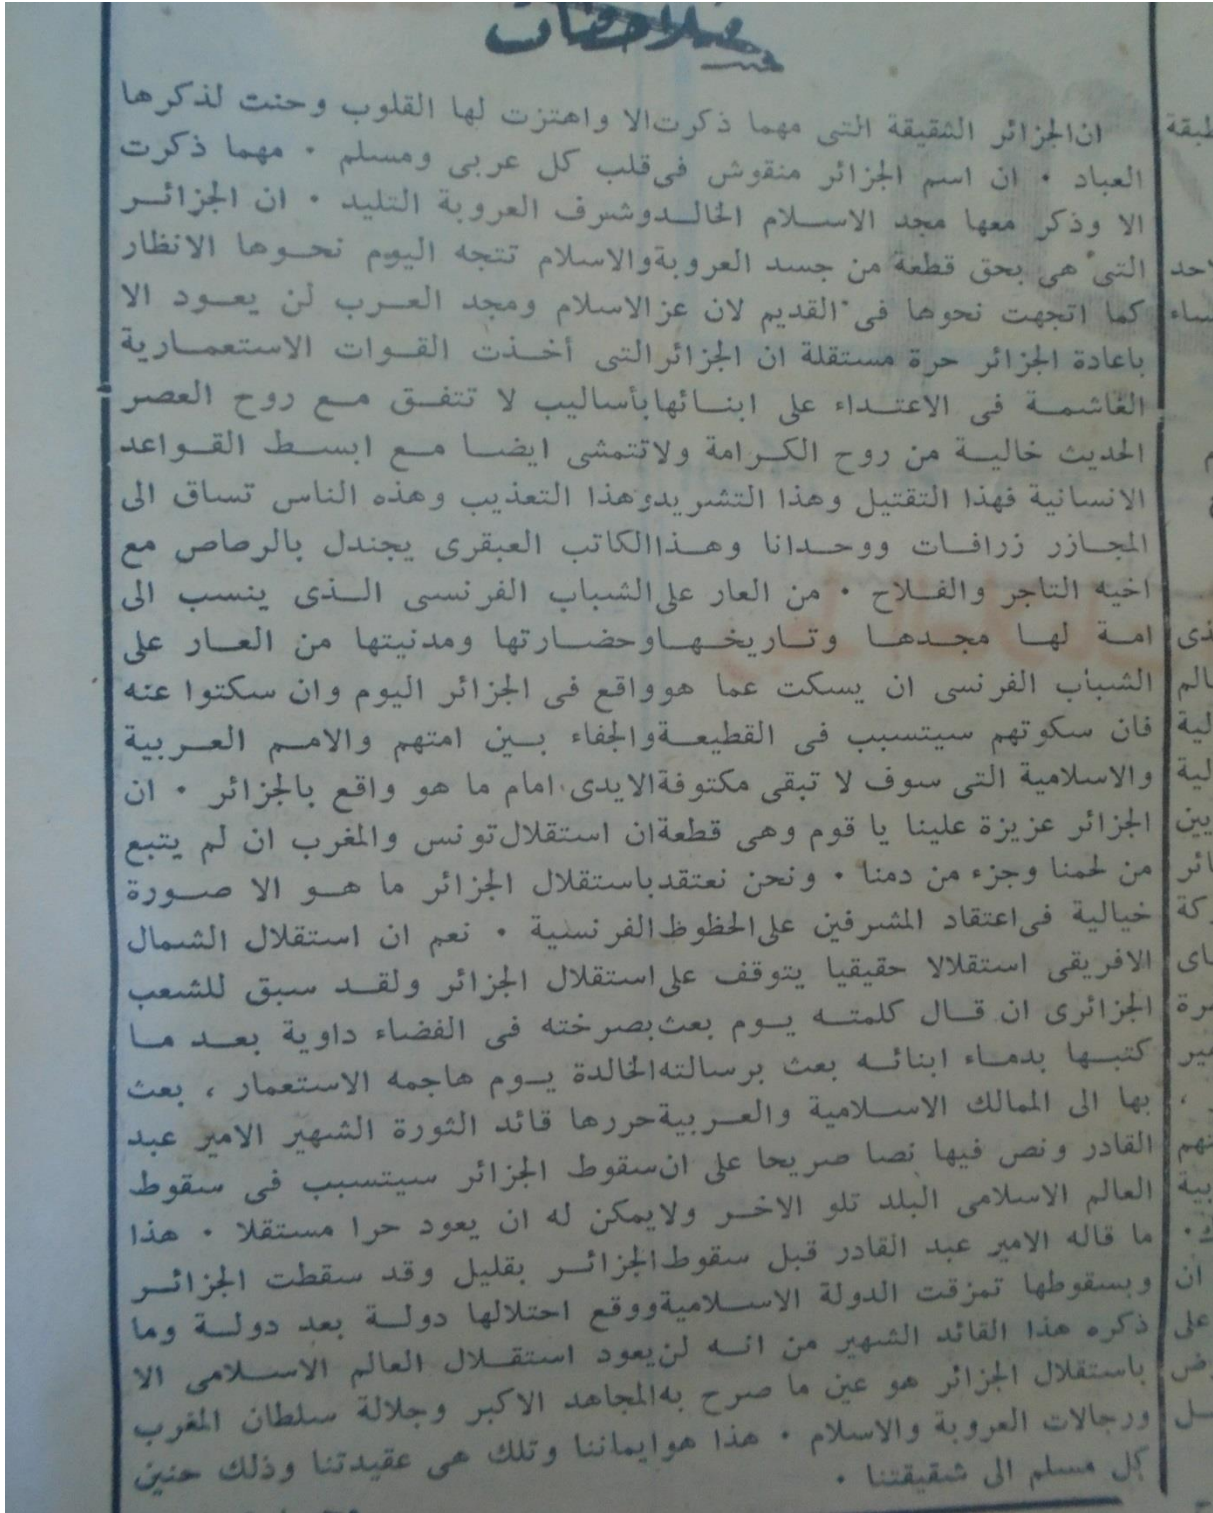 ملاحظات
ان الجزائر الشقيقة التى مهما ذكرت الا واهتزت لها القلوب وحنت لذكرها
العباد . ان اسم الجزائر منقوش فى قلب كل عربى ومسلم . مهما ذكرت
الا وذكر معها مجد الاسلام الخالد وشرف العروبة التليد . ان الجزائر
التى هى بحق قطعة من جسد العروبة والاسلام تتجه اليوم نحوها الانظار
كما اتجهت نحوها فى القديم لان عز الاسلام ومجد العرب لن يعود الا
باعادة الجزائر حرة مستقلة ان الجزائر التى أخذت القوات الاستعمارية
الغاشمة فى الاعتداء على ابنائها بأساليب لا تتفق مع روح العصر
الحديث خالية من روح الكرامة ولا تتمشى ايضا مع ابسط القواعد
الانسانية فهذا التقتيل وهذا التشريد وهذا التعذيب وهذه الناس تساق الى
المجازر زرافات ووحدانا وهذا الكاتب العبقرى يجندل بالرصاص مع
اخيه التاجر والفلاح . من العار على الشباب الفرنسى الذى ينسب الى
امة لها مجدها وتاريخها وحضارتها ومدنيتها من العار على
الشباب الفرنسى ان يسكت عما هو واقع فى الجزائر اليوم وان سكتوا عنه
فان سكوتهم سيتسبب فى القطيعة والجفاء بين امتهم والامم العربية
والاسلامية التى سوف لا تبقى مكتوفة الايدى امام ما هو واقع بالجزائر . ان
الجزائر عزيزة علينا يا قوم وهى قطعة ان استقلال تونس والمغرب ان لم يتبع
من لحمنا وجزء من دمنا . ونحن نعتقد باستقلال الجزائر ما هو الا صورة
خيالية فى اعتقاد المشرفين على الحظوظ الفرنسية . نعم ان استقلال الشمال
الافريقى استقلالا حقيقيا يتوقف على استقلال الجزائر ولقد سبق للشعب
الجزائرى ان قال كلمته يوم بعث بصرخته فى الفضاء داوية بعد ما
كتبها بدماء ابنائه بعث برسالته الخالدة يوم هاجمه الاستعمار ، بعث
بها الى الممالك الاسلامية والعربية حررها قائد الثورة الشهير الامير عبد
القادر ونص فيها نصا صريحا على ان سقوط الجزائر سيتسبب فى سقوط
العالم الاسلامى البلد تلو الاخر ولا يمكن له ان يعود حرا مستقلا . هذا
ما قاله الامير عبد القادر قبل سقوط الجزائر بقليل وقد سقطت الجزائر
وبسقوطها تمزقت الدولة الاسلامية ووقع احتلالها دولة بعد دولة وما
ذكره هذا القائد الشهير من انه لن يعود استقلال العالم الاسلامى الا
باستقلال الجزائر هو عين ما صرح به المجاهد الاكبر وجلالة سلطان المغرب
ورجالات العروبة والاسلام . هذا هو ايماننا وتلك هى عقيدتنا وذلك حنين
كل مسلم الى شقيقتنا .